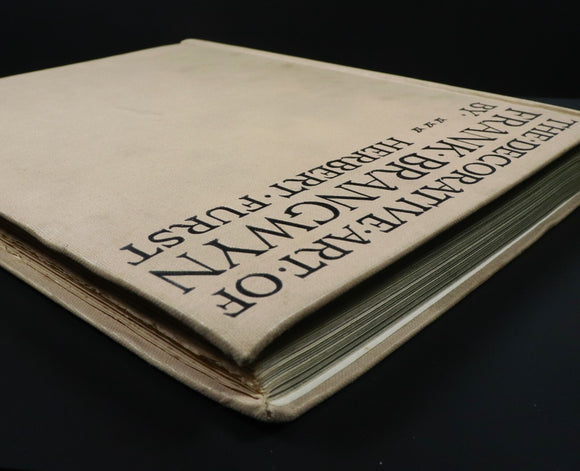 THE·DECORATIVE·ART·OF
FRANK·BRANGWYN
BY· HERBERT·FURST